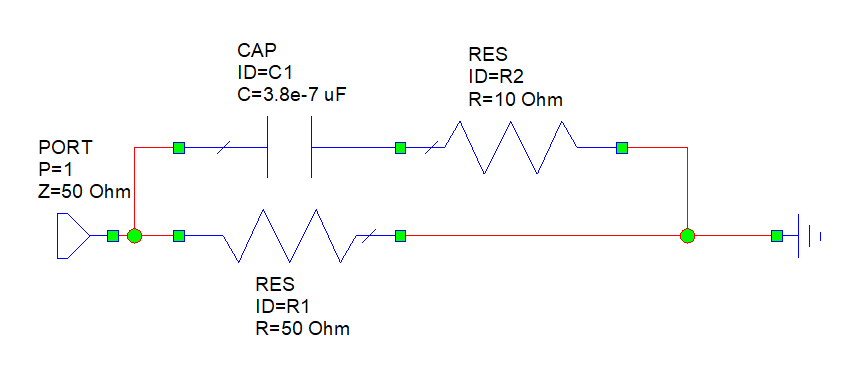 CAP
ID=C1
C=3.8e-7 uF
RES
ID=R2
R=10 Ohm
PORT
P=1
Z=50 Ohm
RES
ID=R1
R=50 Ohm